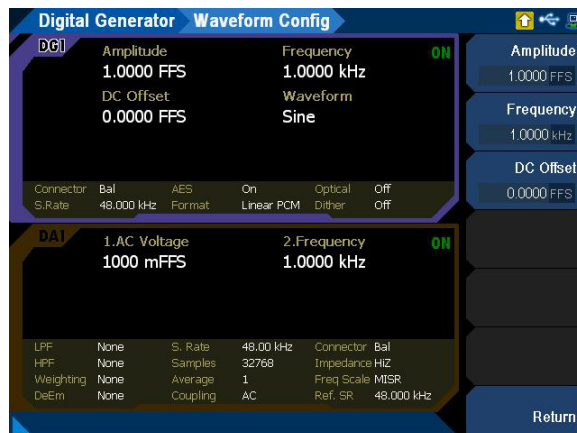 Digital Generator Waveform Config
DG1
Amplitude Frequency ON
1.0000 FFS 1.0000 kHz
DC Offset Waveform
0.0000 FFS Sine
Connector Bal AES On Optical Off
S.Rate 48.000 kHz Format Linear PCM Dither Off
DA1
1.AC Voltage 2.Frequency ON
1000 mFFS 1.0000 kHz
LPF None S. Rate 48.00 kHz Connector Bal
HPF None Samples 32768 Impedance HiZ
Weighting None Average 1 Freq Scale MISR
DeEm None Coupling AC Ref. SR 48.000 kHz
Amplitude
1.0000 FFS
Frequency
1.0000 kHz
DC Offset
0.0000 FFS
Return